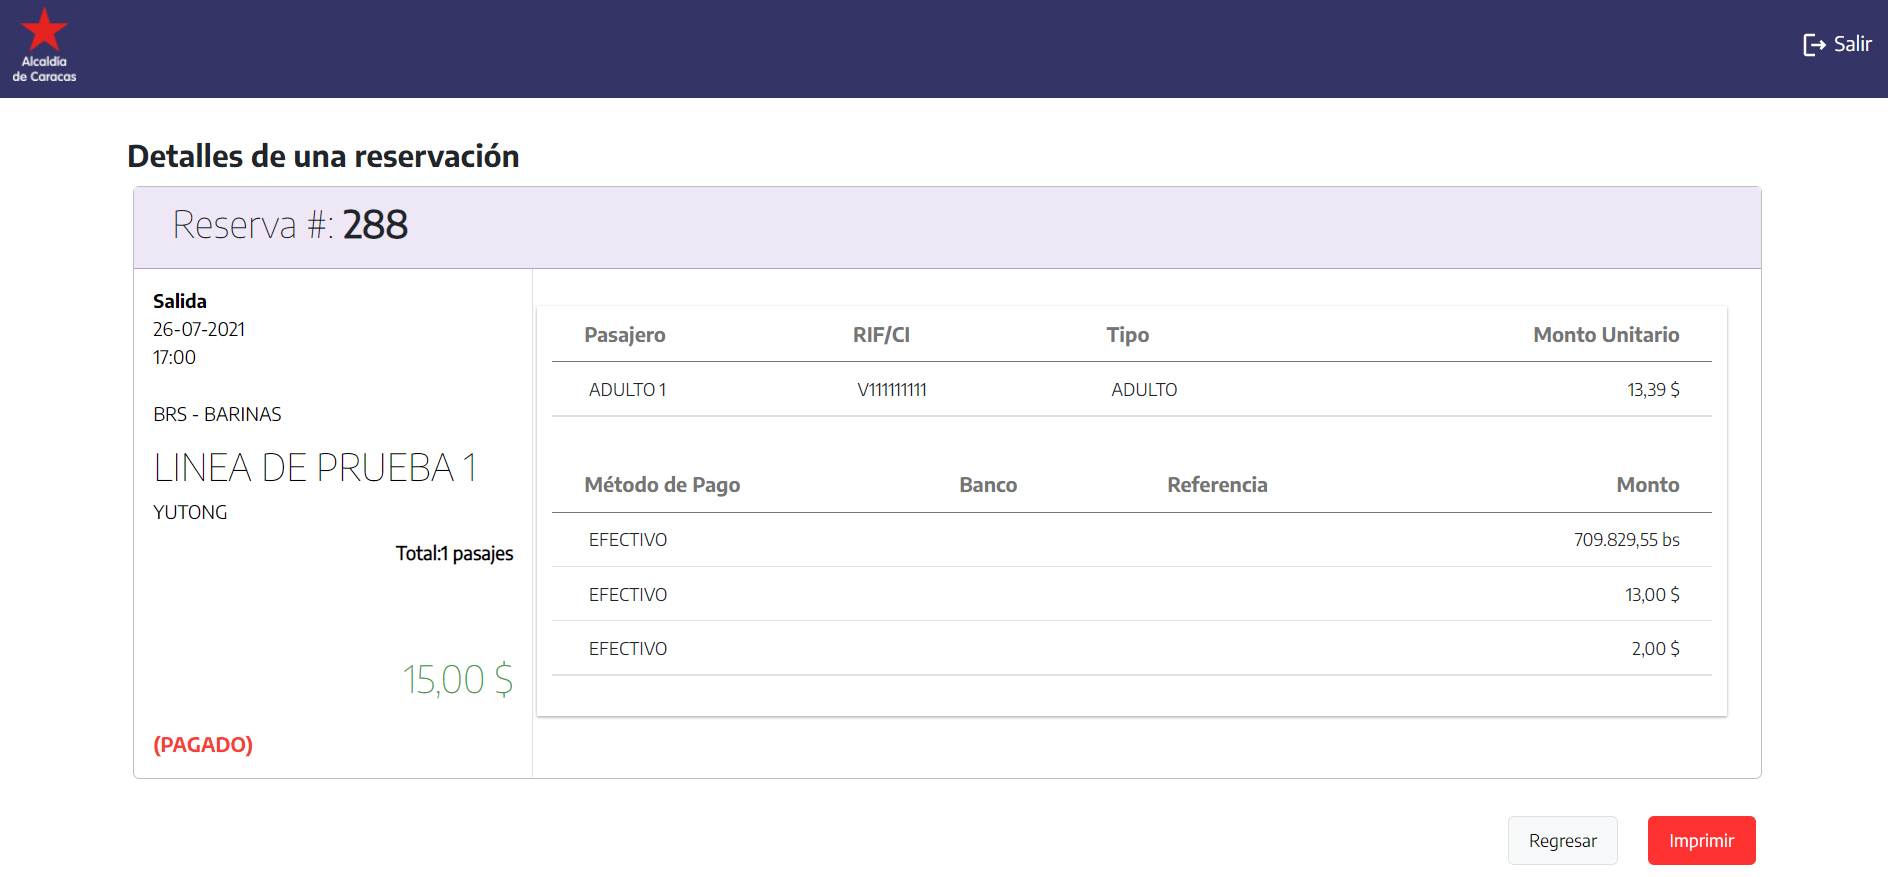 Alcaldía
de Caracas
Salir
Detalles de una reservación
Reserva #: 288
Salida
26-07-2021
17:00
BRS - BARINAS
LINEA DE PRUEBA 1
YUTONG
Total:1 pasajes
15,00 $
(PAGADO)
Pasajero RIF/CI Tipo Monto Unitario
ADULTO 1 V111111111 ADULTO 13,39 $
Método de Pago Banco Referencia Monto
EFECTIVO 709.829,55 bs
EFECTIVO 13,00 $
EFECTIVO 2,00 $
Regresar Imprimir